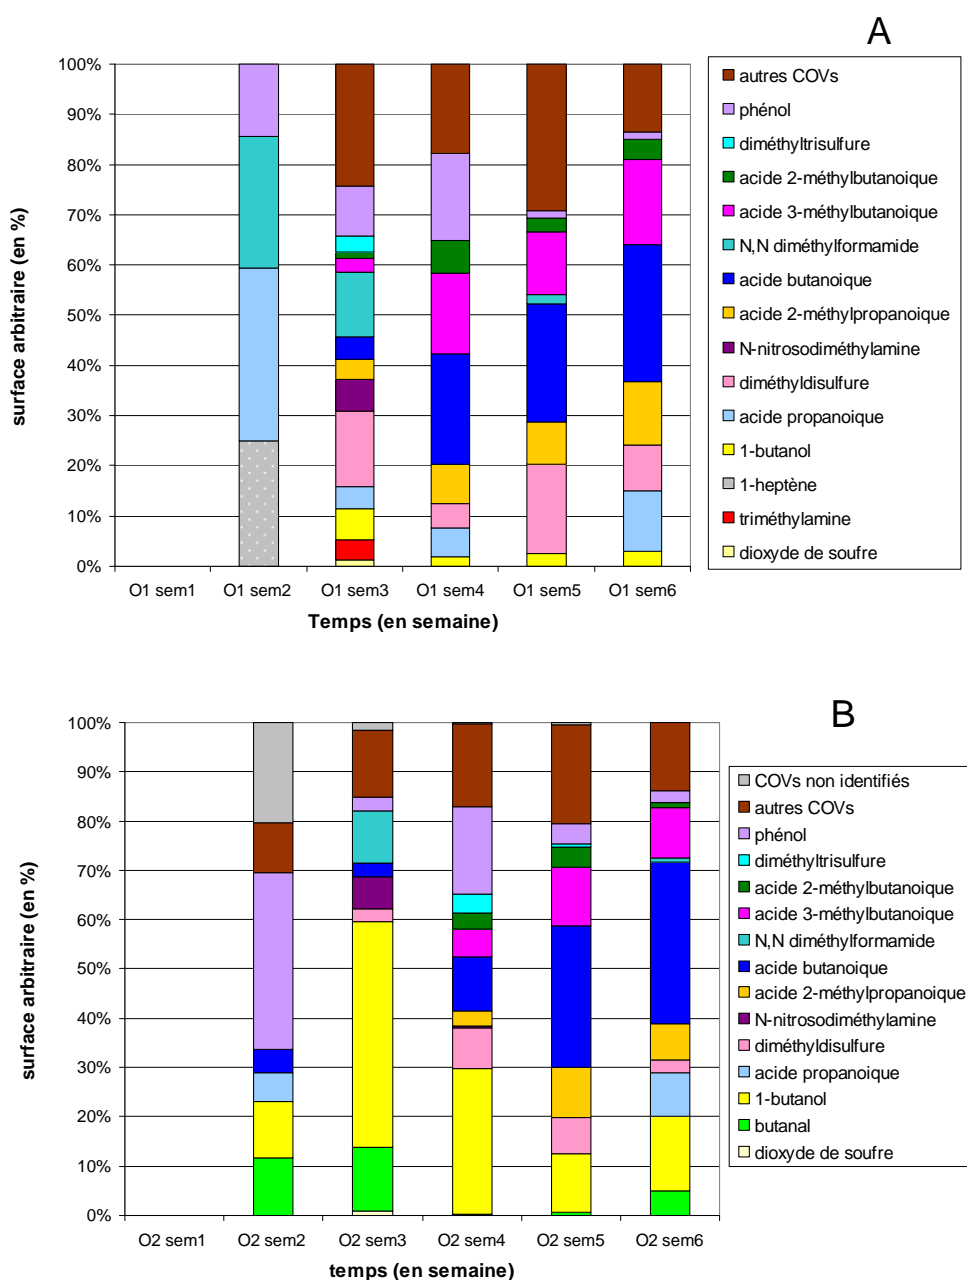 A
100%
90%
80%
70%
60%
50%
40%
30%
20%
10%
0%
surface arbitraire (en %)
O1 sem1 O1 sem2 O1 sem3 O1 sem4 O1 sem5 O1 sem6
Temps (en semaine)
autres COVs
phénol
diméthyltrisulfure
acide 2-méthylbutanoique
acide 3-méthylbutanoique
N,N diméthylformamide
acide butanoique
acide 2-méthylpropanoique
N-nitrosodiméthylamine
diméthyldisulfure
acide propanoique
1-butanol
1-heptène
triméthylamine
dioxyde de soufre
B
100%
90%
80%
70%
60%
50%
40%
30%
20%
10%
0%
surface arbitraire (en %)
O2 sem1 O2 sem2 O2 sem3 O2 sem4 O2 sem5 O2 sem6
temps (en semaine)
COVs non identifiés
autres COVs
phénol
diméthyltrisulfure
acide 2-méthylbutanoique
acide 3-méthylbutanoique
N,N diméthylformamide
acide butanoique
acide 2-méthylpropanoique
N-nitrosodiméthylamine
diméthyldisulfure
acide propanoique
1-butanol
butanal
dioxyde de soufre